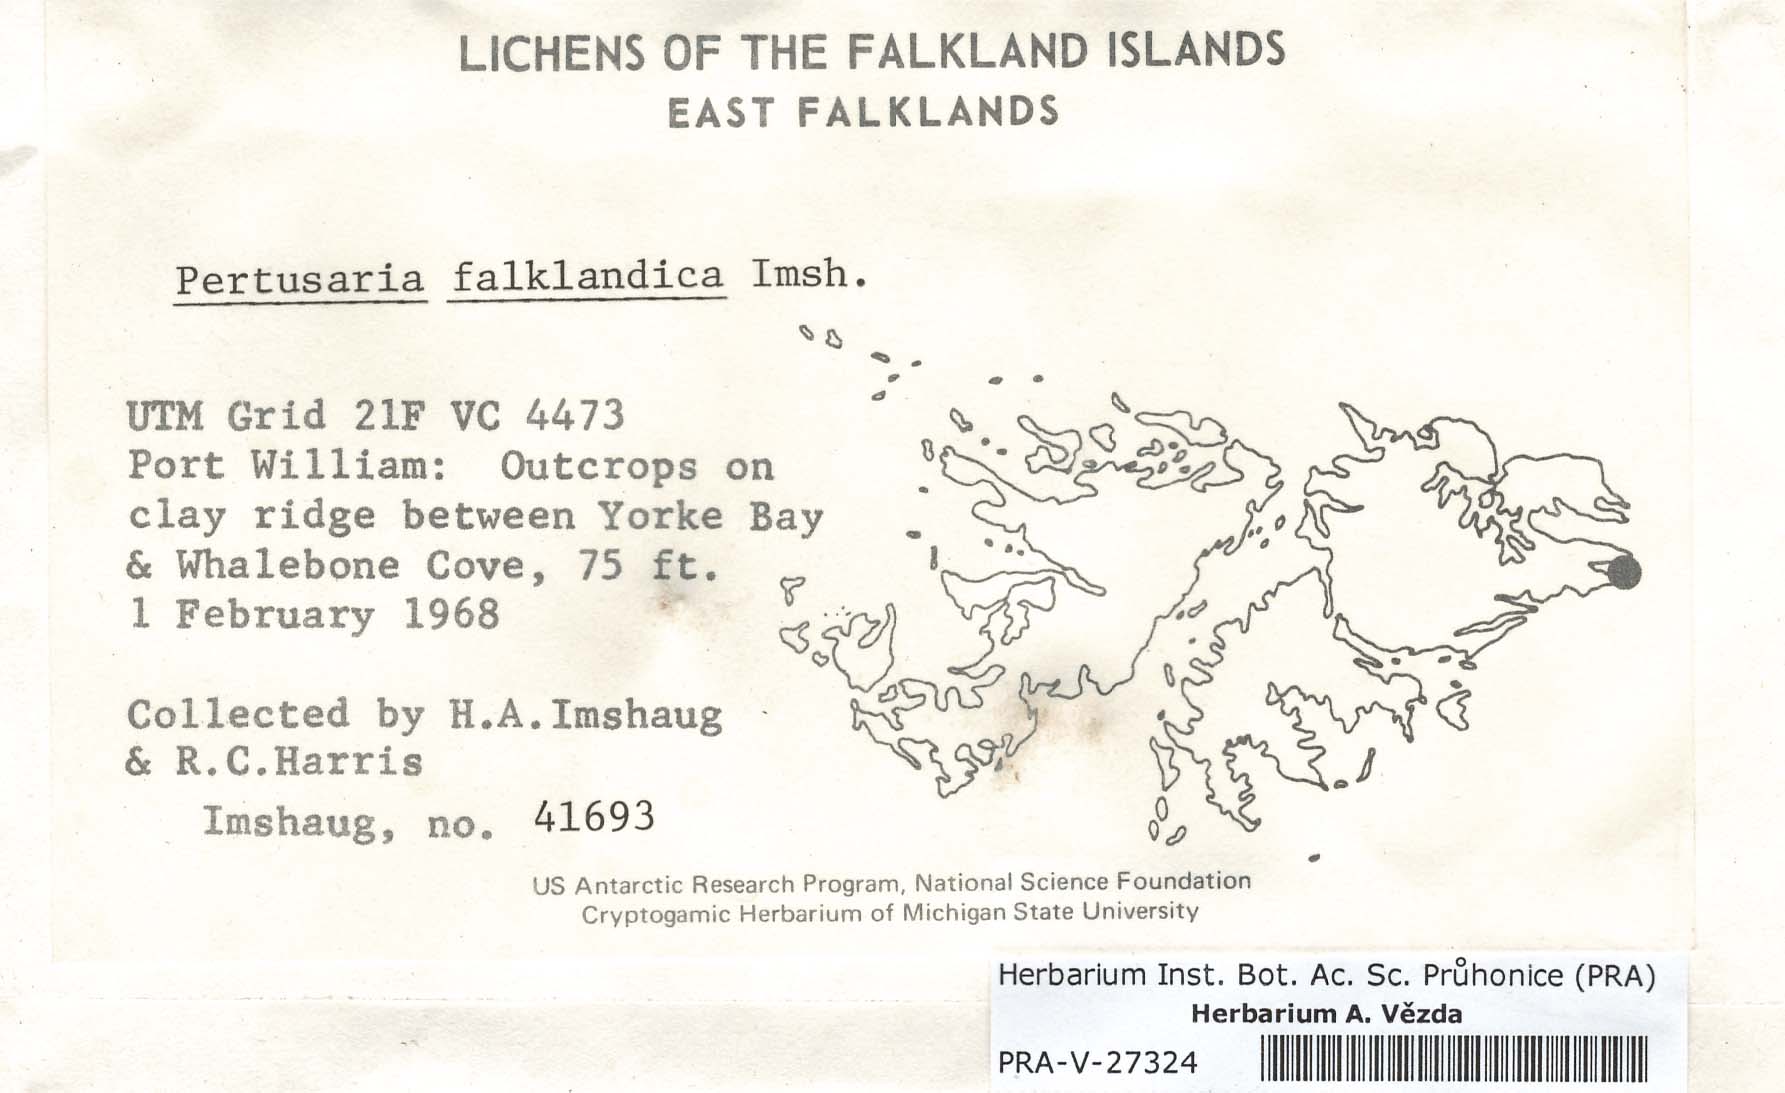 LICHENS OF THE FALKLAND ISLANDS
EAST FALKLANDS
Pertusaria falklandica Imsh.
UTM Grid 21F VC 4473
Port William: Outcrops on
clay ridge between Yorke Bay
& Whalebone Cove, 75 ft.
1 February 1968
Collected by H.A.Imshaug
& R.C.Harris
Imshaug, no. 41693
US Antarctic Research Program, National Science Foundation
Cryptogamic Herbarium of Michigan State University
Herbarium Inst. Bot. Ac. Sc. Průhonice (PRA)
Herbarium A. Vězda
PRA-V-27324